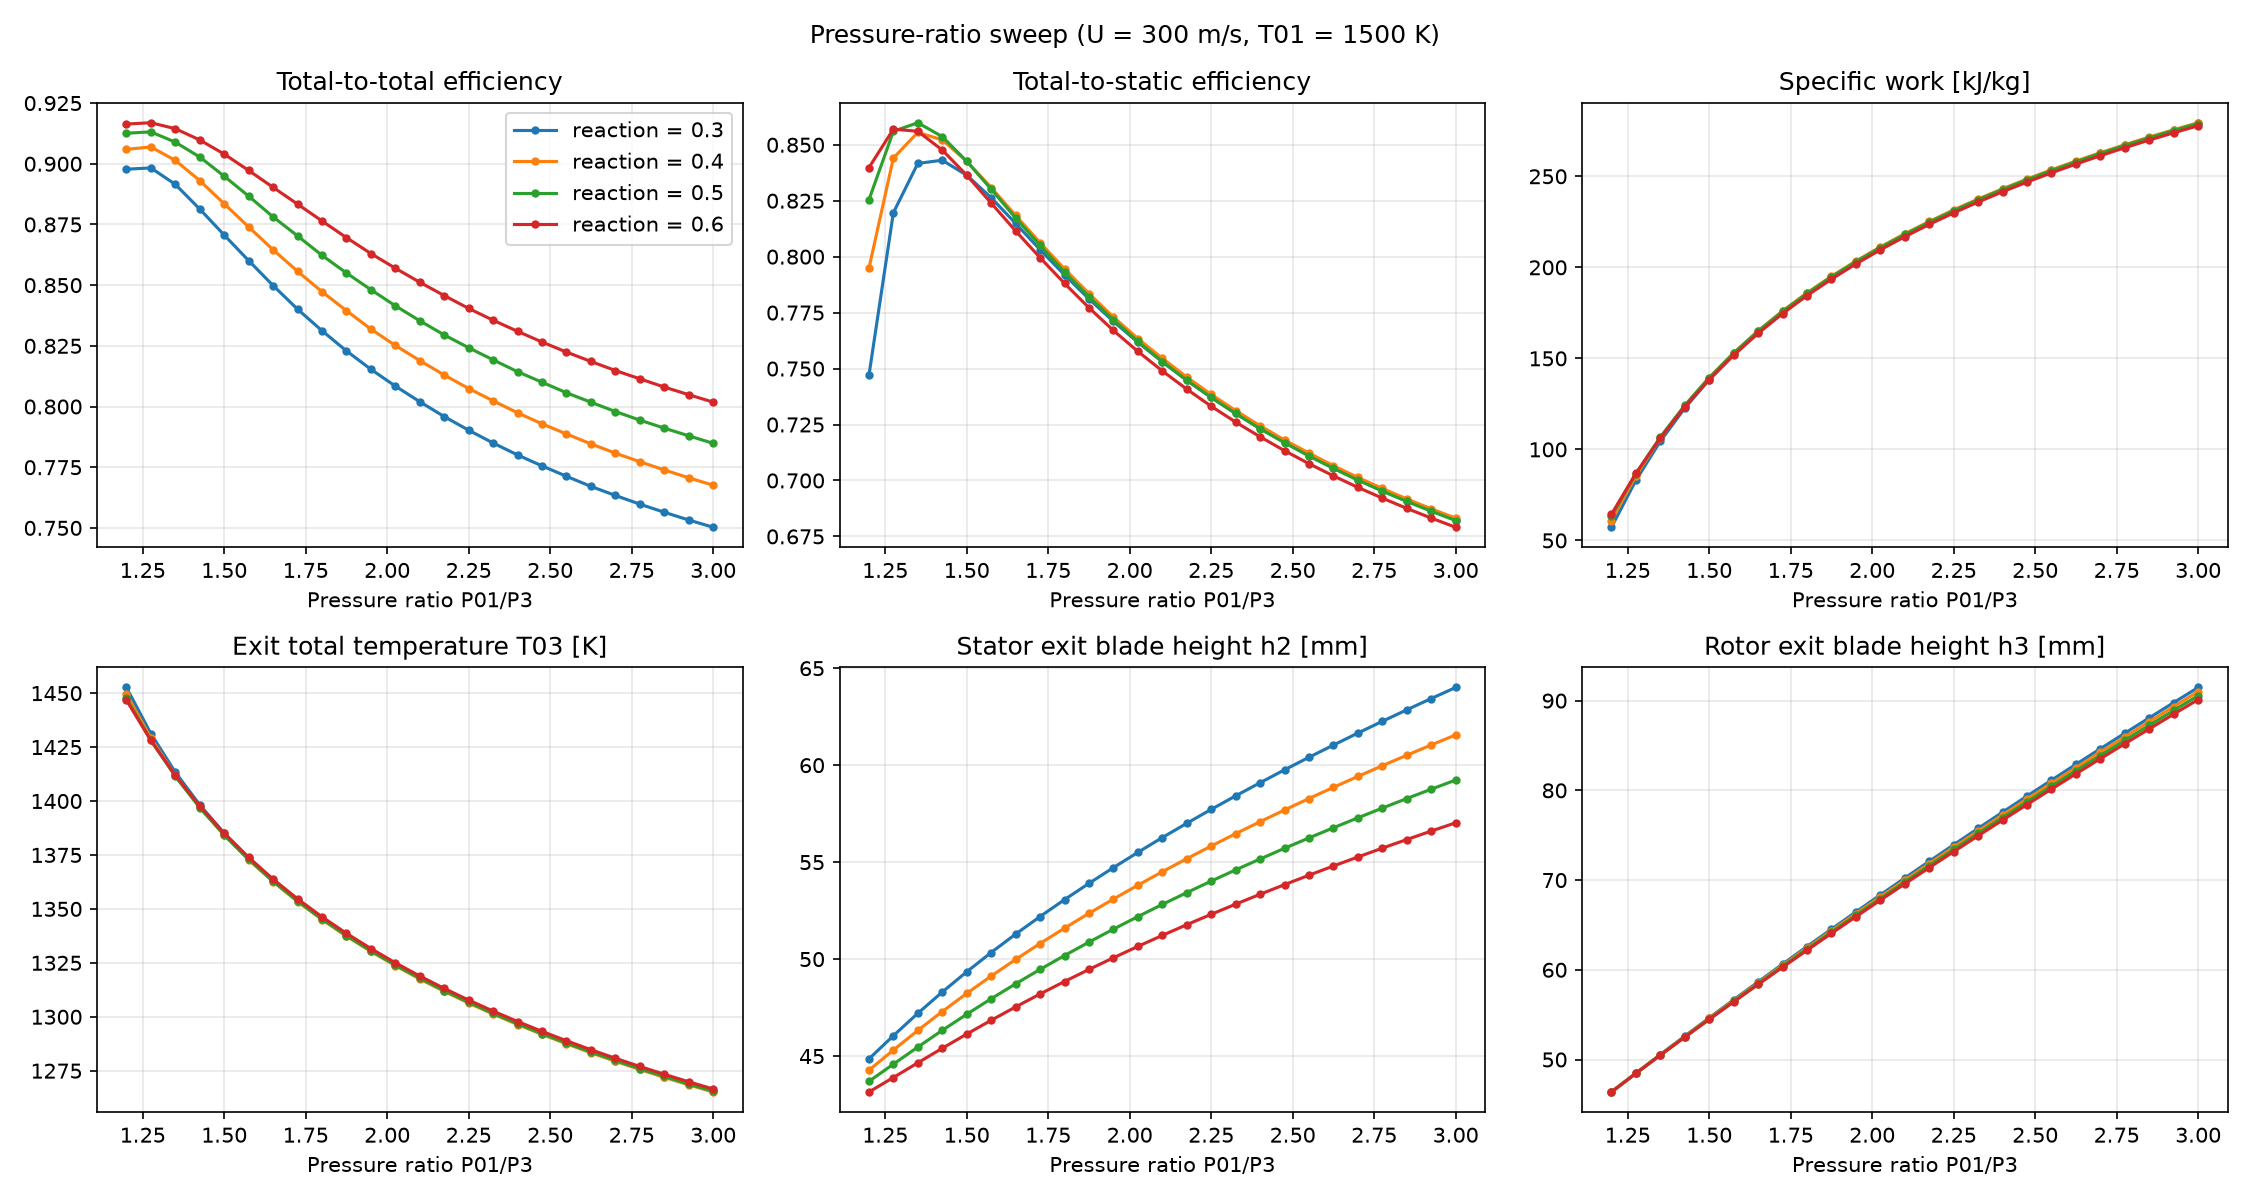 Pressure-ratio sweep (U = 300 m/s, T01 = 1500 K)
Total-to-total efficiency
0.925
0.900
0.875
0.850
0.825
0.800
0.775
0.750
reaction = 0.3
reaction = 0.4
reaction = 0.5
reaction = 0.6
1.25 1.50 1.75 2.00 2.25 2.50 2.75 3.00
Pressure ratio P01/P3
Total-to-static efficiency
0.850
0.825
0.800
0.775
0.750
0.725
0.700
0.675
1.25 1.50 1.75 2.00 2.25 2.50 2.75 3.00
Pressure ratio P01/P3
Specific work [kJ/kg]
250
200
150
100
50
1.25 1.50 1.75 2.00 2.25 2.50 2.75 3.00
Pressure ratio P01/P3
Exit total temperature T03 [K]
1450
1425
1400
1375
1350
1325
1300
1275
1.25 1.50 1.75 2.00 2.25 2.50 2.75 3.00
Pressure ratio P01/P3
Stator exit blade height h2 [mm]
65
60
55
50
45
1.25 1.50 1.75 2.00 2.25 2.50 2.75 3.00
Pressure ratio P01/P3
Rotor exit blade height h3 [mm]
90
80
70
60
50
1.25 1.50 1.75 2.00 2.25 2.50 2.75 3.00
Pressure ratio P01/P3